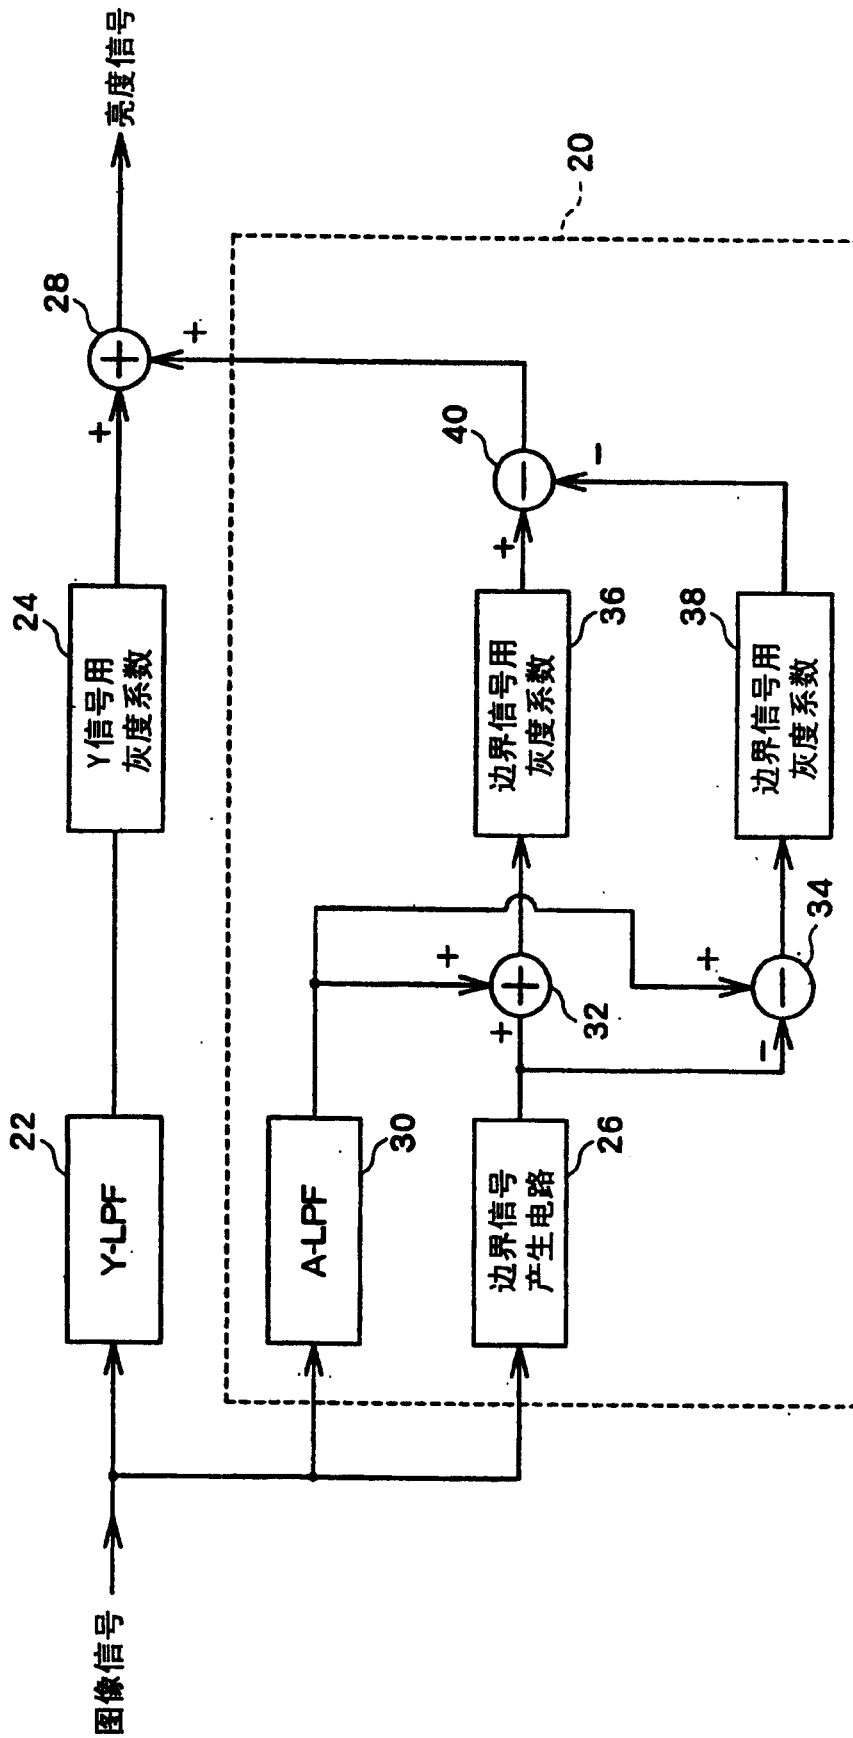 图像信号
Y-LPF
22
Y信号用
灰度系数
24
+
28
+
亮度信号
20
A-LPF
30
边界信号
产生电路
26
+
+
32
边界信号用
灰度系数
36
+
40
−
−
+
34
边界信号用
灰度系数
38